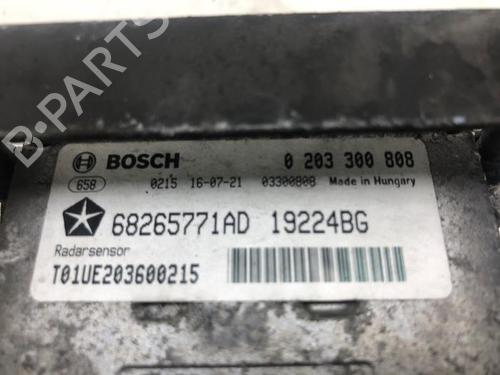 BOSCH 0 203 300 808
658 0215 16-07-21 03300808 Made in Hungary
68265771AD 19224BG
Radarsensor
T01UE203600215
B-PARTS